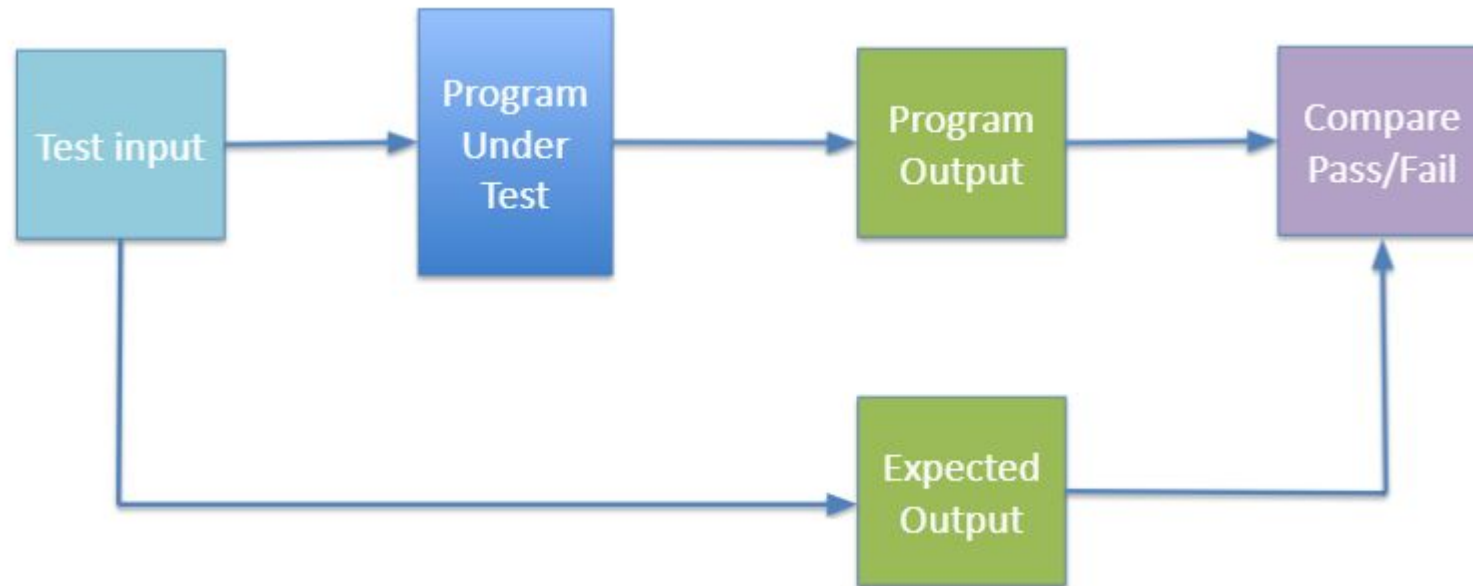 Test input
Program
Under
Test
Program
Output
Compare
Pass/Fail
Expected
Output